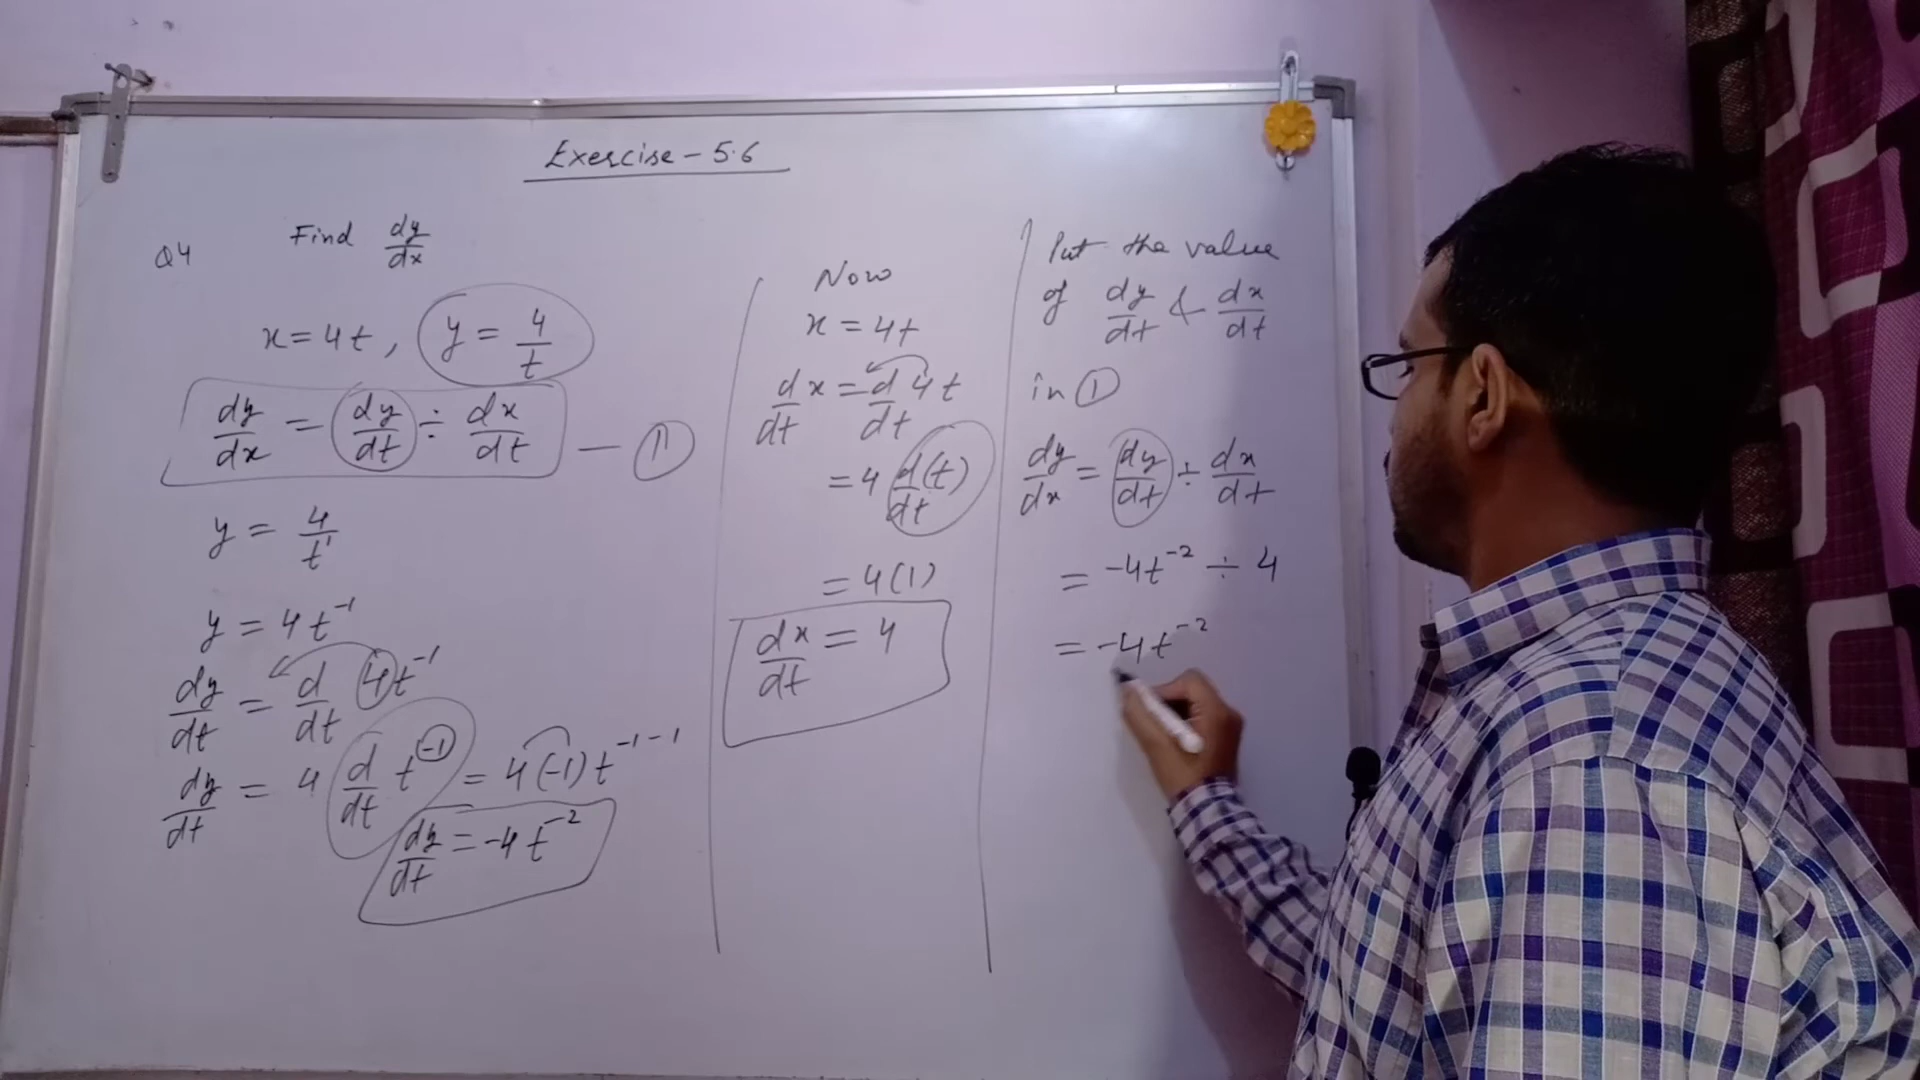 Exercise - 5.6
Q4 Find dy/dx
x = 4t, y = 4/t
dy/dx = dy/dt ÷ dx/dt — ①
y = 4/t¹
y = 4t⁻¹
dy/dt = d/dt 4t⁻¹
dy/dt = 4 d/dt t⁻¹ = 4(-1)t⁻¹⁻¹
dy/dt = -4t⁻²
Now
x = 4t
d/dt x = d/dt 4t
= 4 d(t)/dt
= 4(1)
dx/dt = 4
Put the value
of dy/dt & dx/dt
in ①
dy/dx = dy/dt ÷ dx/dt
= -4t⁻² ÷ 4
= -4t⁻²